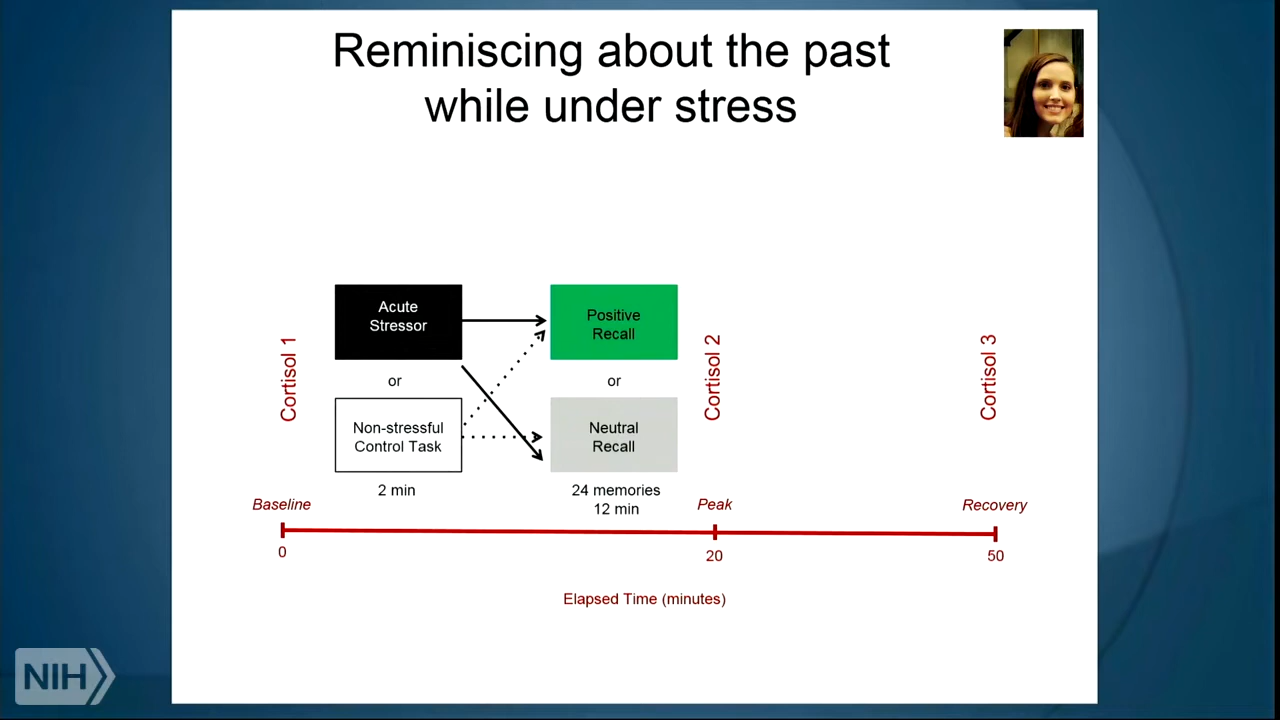 Reminiscing about the past
while under stress
Acute
Stressor
Positive
Recall
Cortisol 1
or
or
Cortisol 2
Cortisol 3
Non-stressful
Control Task
Neutral
Recall
2 min
24 memories
12 min
Baseline
Peak
Recovery
0
20
50
Elapsed Time (minutes)
NIH